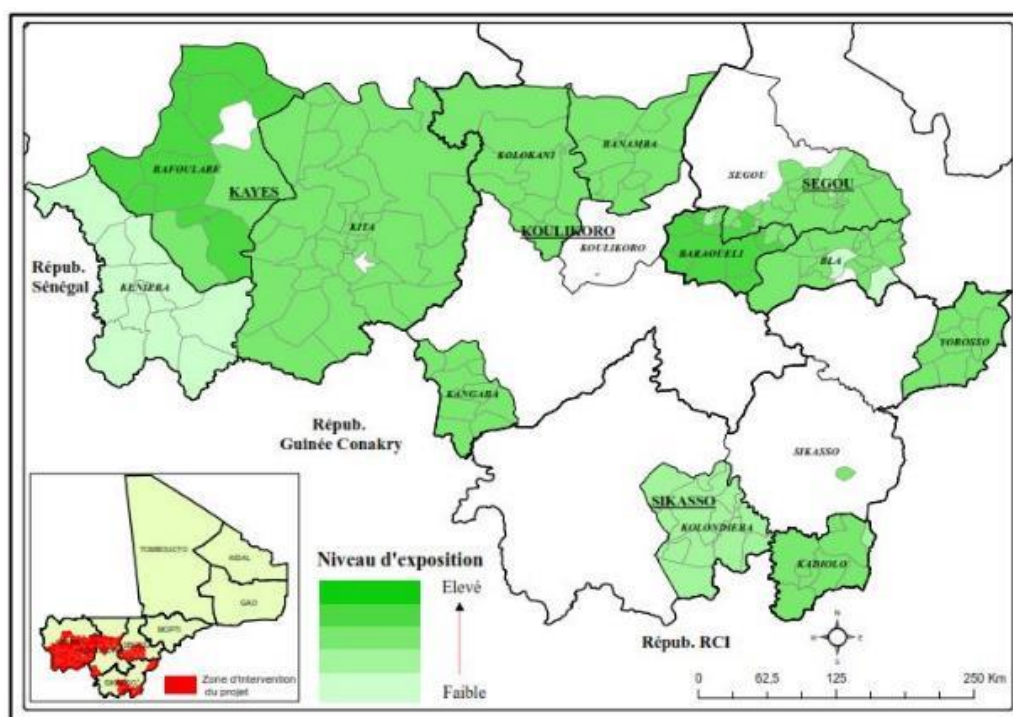 BAFOULABE
KAYES
KITA
KOLOKANI
BANAMBA
SEGOU
SEGOU
KOULIKORO
KOULIKORO
BARAOUELI
BLA
Répub.
Sénégal
KENIEBA
YOROSSO
KANGABA
Répub.
Guinée Conakry
SIKASSO
SIKASSO
KOLONDIEBA
KADIOLO
Répub. RCI
TOMBOUCTO
KIDAL
GAO
MOPTI
Zone d'Intervention
du projet
Niveau d'exposition
Elevé
Faible
N
E
S
0 62,5 125 250 Km